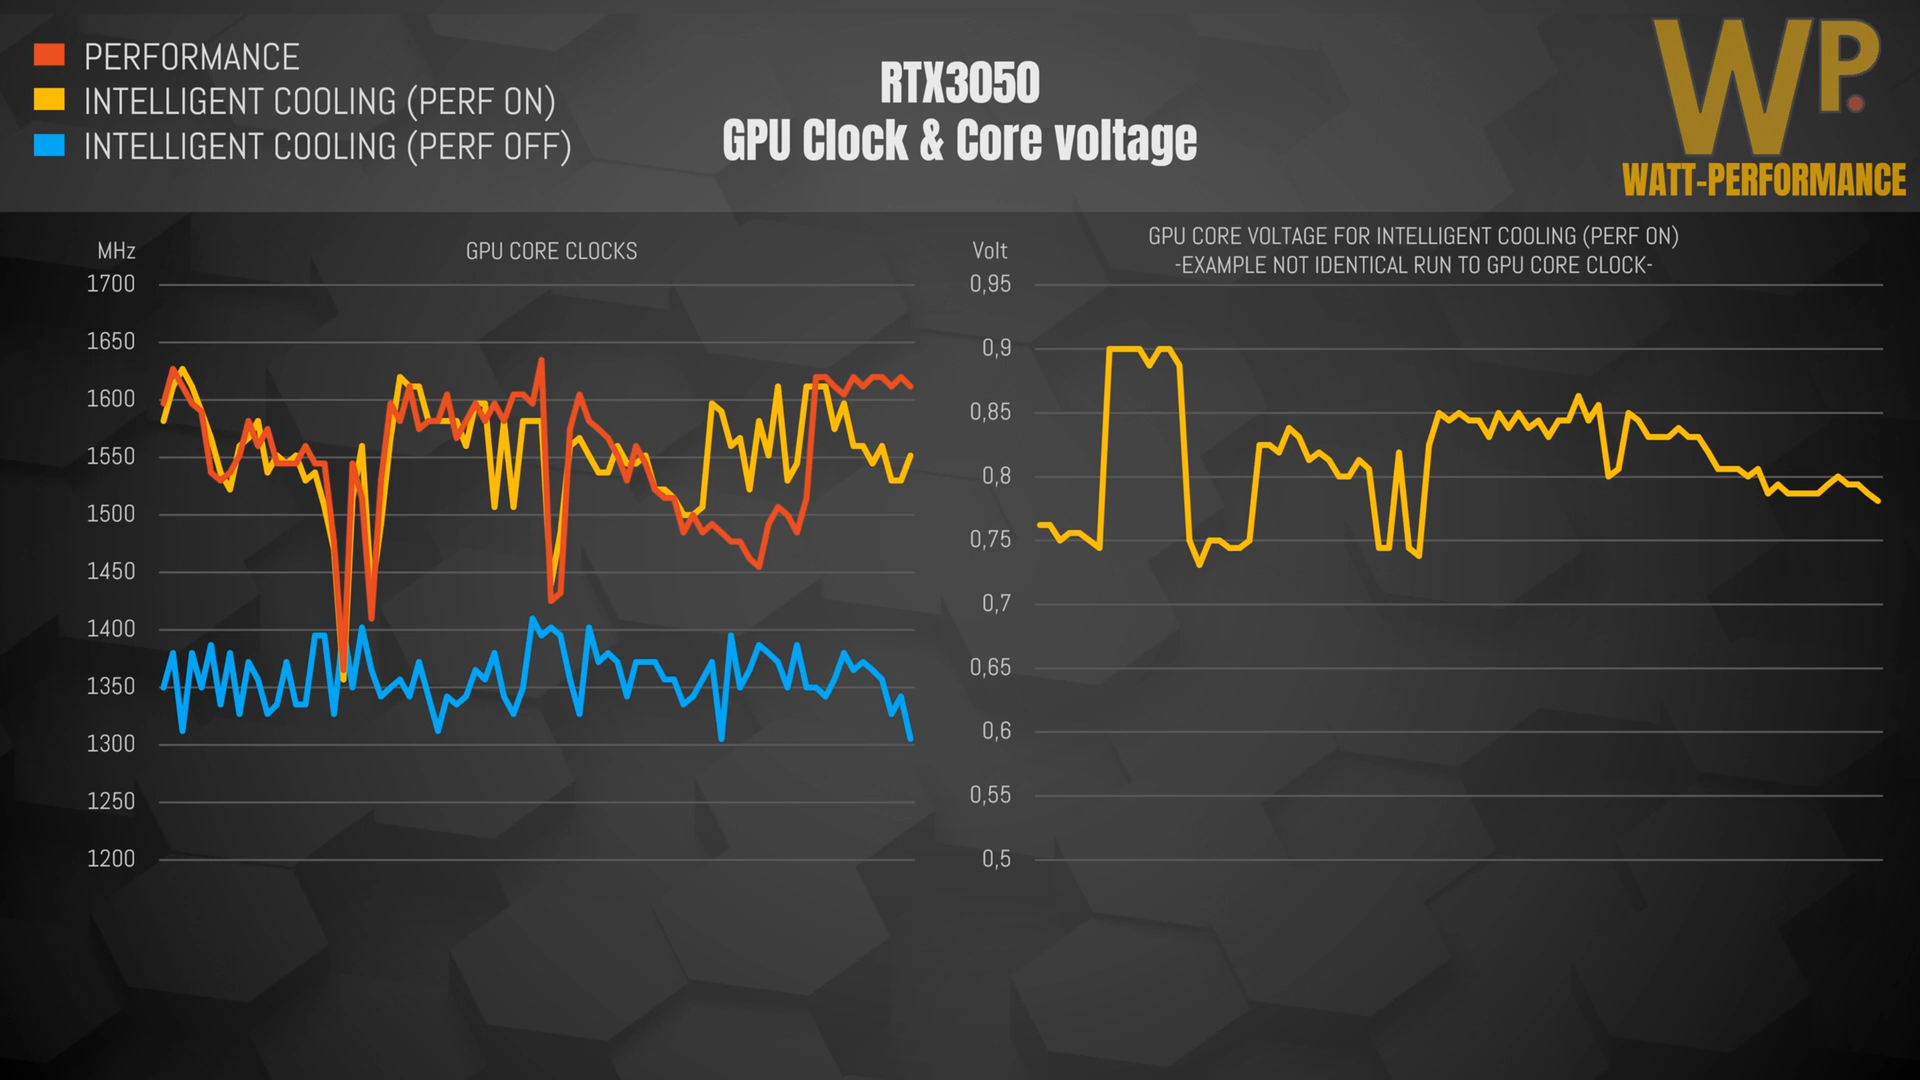 PERFORMANCE
INTELLIGENT COOLING (PERF ON)
INTELLIGENT COOLING (PERF OFF)
RTX3050
GPU Clock & Core voltage
WP.
WATT-PERFORMANCE
MHz
GPU CORE CLOCKS
1700
1650
1600
1550
1500
1450
1400
1350
1300
1250
1200
Volt
GPU CORE VOLTAGE FOR INTELLIGENT COOLING (PERF ON)
-EXAMPLE NOT IDENTICAL RUN TO GPU CORE CLOCK-
0,95
0,9
0,85
0,8
0,75
0,7
0,65
0,6
0,55
0,5